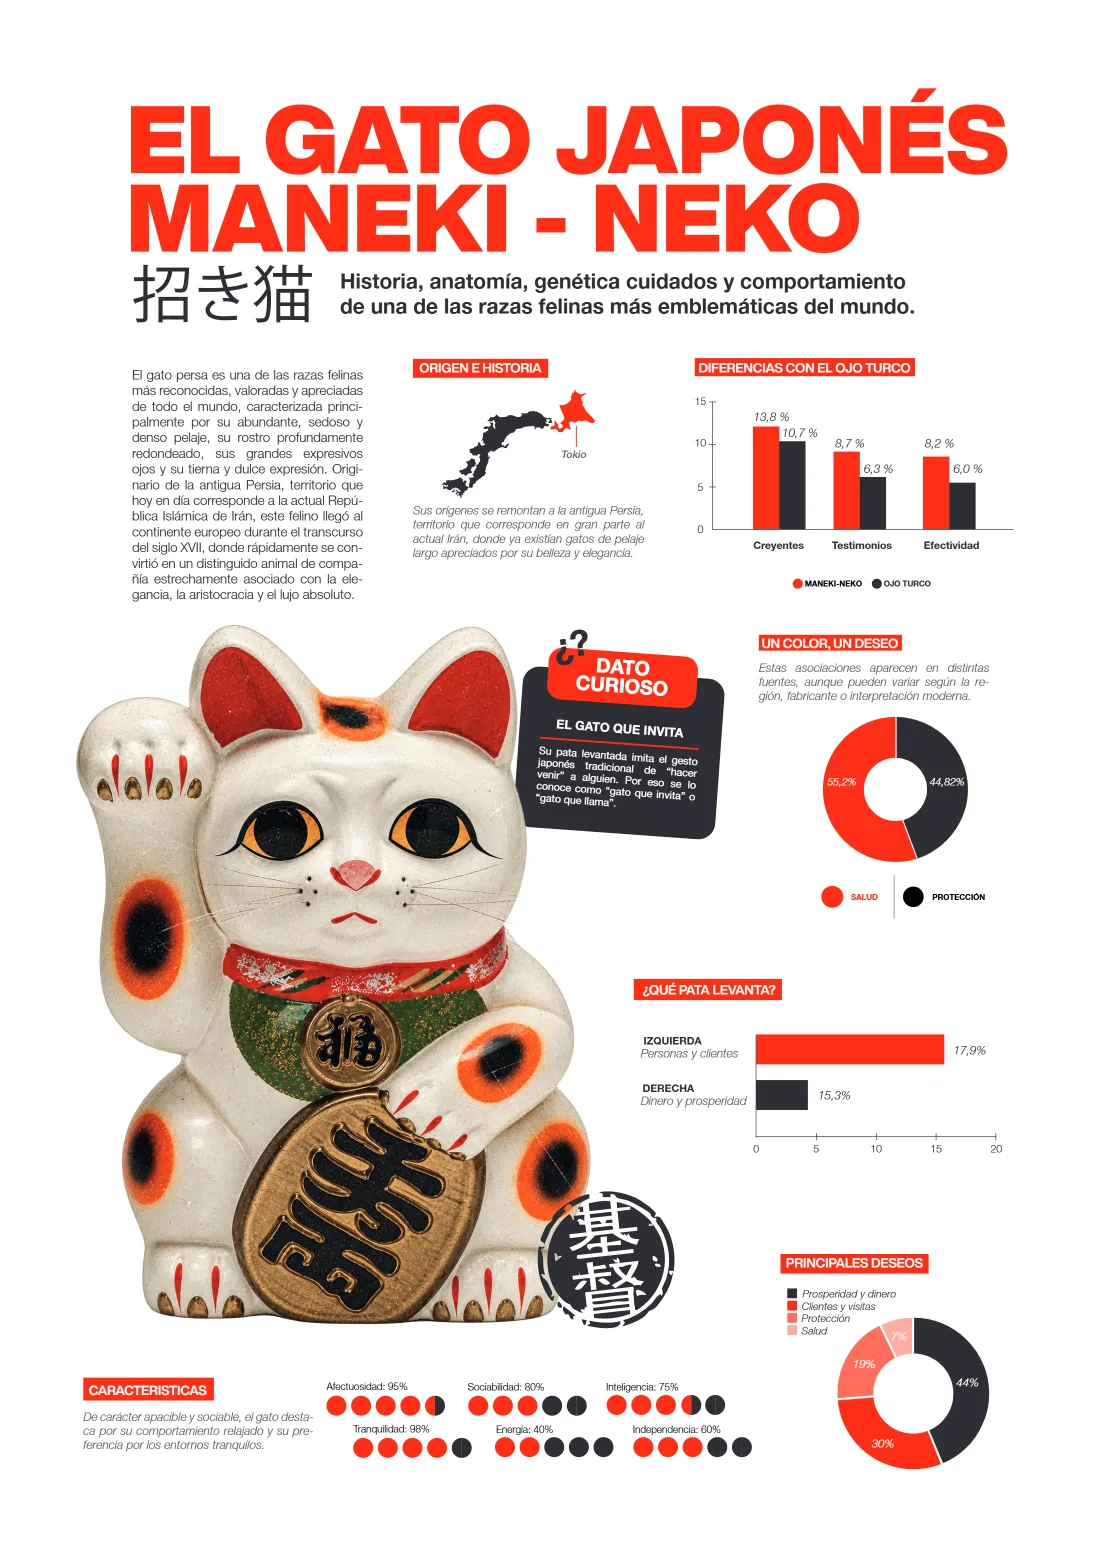 EL GATO JAPONÉS
MANEKI - NEKO
招き猫
Historia, anatomía, genética cuidados y comportamiento
de una de las razas felinas más emblemáticas del mundo.
El gato persa es una de las razas felinas
más reconocidas, valoradas y apreciadas
de todo el mundo, caracterizada princi-
palmente por su abundante, sedoso y
denso pelaje, su rostro profundamente
redondeado, sus grandes expresivos
ojos y su tierna y dulce expresión. Origi-
nario de la antigua Persia, territorio que
hoy en día corresponde a la actual Repú-
blica Islámica de Irán, este felino llegó al
continente europeo durante el transcurso
del siglo XVII, donde rápidamente se con-
virtió en un distinguido animal de compa-
ñía estrechamente asociado con la ele-
gancia, la aristocracia y el lujo absoluto.
ORIGEN E HISTORIA
Tokio
Sus orígenes se remontan a la antigua Persia,
territorio que corresponde en gran parte al
actual Irán, donde ya existían gatos de pelaje
largo apreciados por su belleza y elegancia.
DIFERENCIAS CON EL OJO TURCO
15
10
5
0
13,8 %
10,7 %
8,7 %
6,3 %
8,2 %
6,0 %
Creyentes
Testimonios
Efectividad
MANEKI-NEKO
OJO TURCO
¿?
DATO
CURIOSO
EL GATO QUE INVITA
Su pata levantada imita el gesto
japonés tradicional de “hacer
venir” a alguien. Por eso se lo
conoce como “gato que invita” o
“gato que llama”.
UN COLOR, UN DESEO
Estas asociaciones aparecen en distintas
fuentes, aunque pueden variar según la re-
gión, fabricante o interpretación moderna.
55,2%
44,82%
SALUD
PROTECCIÓN
¿QUÉ PATA LEVANTA?
IZQUIERDA
Personas y clientes
17,9%
DERECHA
Dinero y prosperidad
15,3%
0 5 10 15 20
福
基
督
PRINCIPALES DESEOS
Prosperidad y dinero
Clientes y visitas
Protección
Salud
7%
19%
44%
30%
CARACTERISTICAS
De carácter apacible y sociable, el gato desta-
ca por su comportamiento relajado y su pre-
ferencia por los entornos tranquilos.
Afectuosidad: 95%
Sociabilidad: 80%
Inteligencia: 75%
Tranquilidad: 98%
Energía: 40%
Independencia: 60%